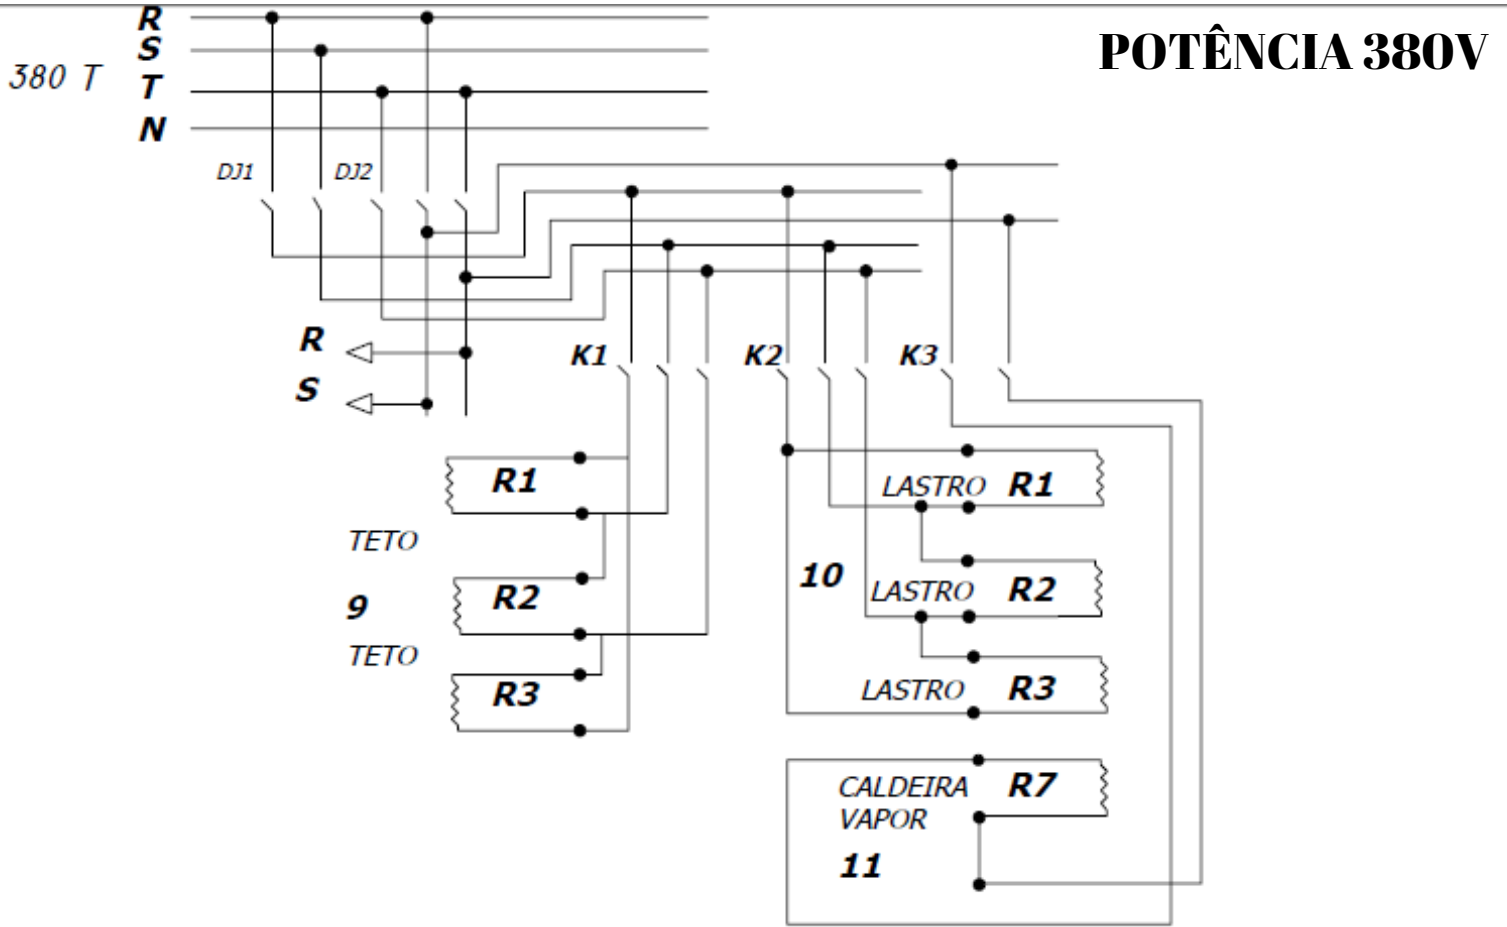 POTÊNCIA 380V
R
S
380 T
T
N
DJ1
DJ2
R
S
K1
K2
K3
R1
TETO
R2
9
TETO
R3
LASTRO R1
10
LASTRO R2
LASTRO R3
CALDEIRA R7
VAPOR
11